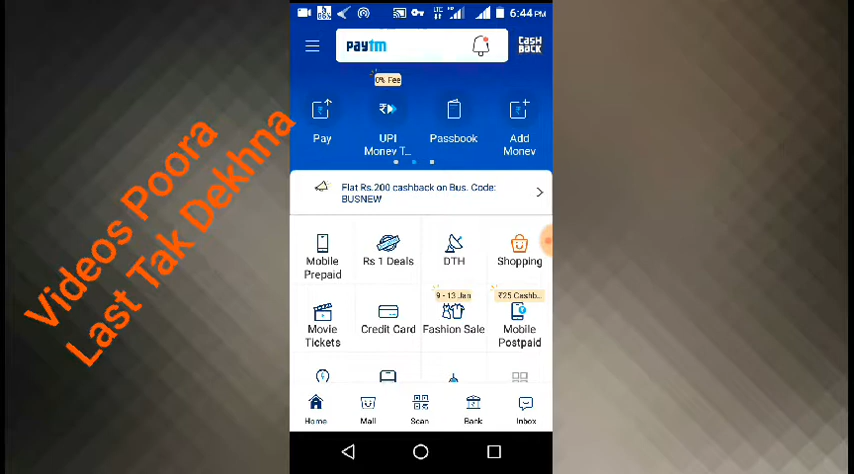 6:44 PM
paytm
CASH
BACK
0% Fee
Pay
UPI
Money T...
Passbook
Add
Money
Flat Rs.200 cashback on Bus. Code:
BUSNEW
Mobile
Prepaid
Rs 1 Deals
DTH
Shopping
9 - 13 Jan
₹25 Cashb...
Movie
Tickets
Credit Card
Fashion Sale
Mobile
Postpaid
Home
Mall
Scan
Bank
Inbox
Videos Poora
Last Tak Dekhna